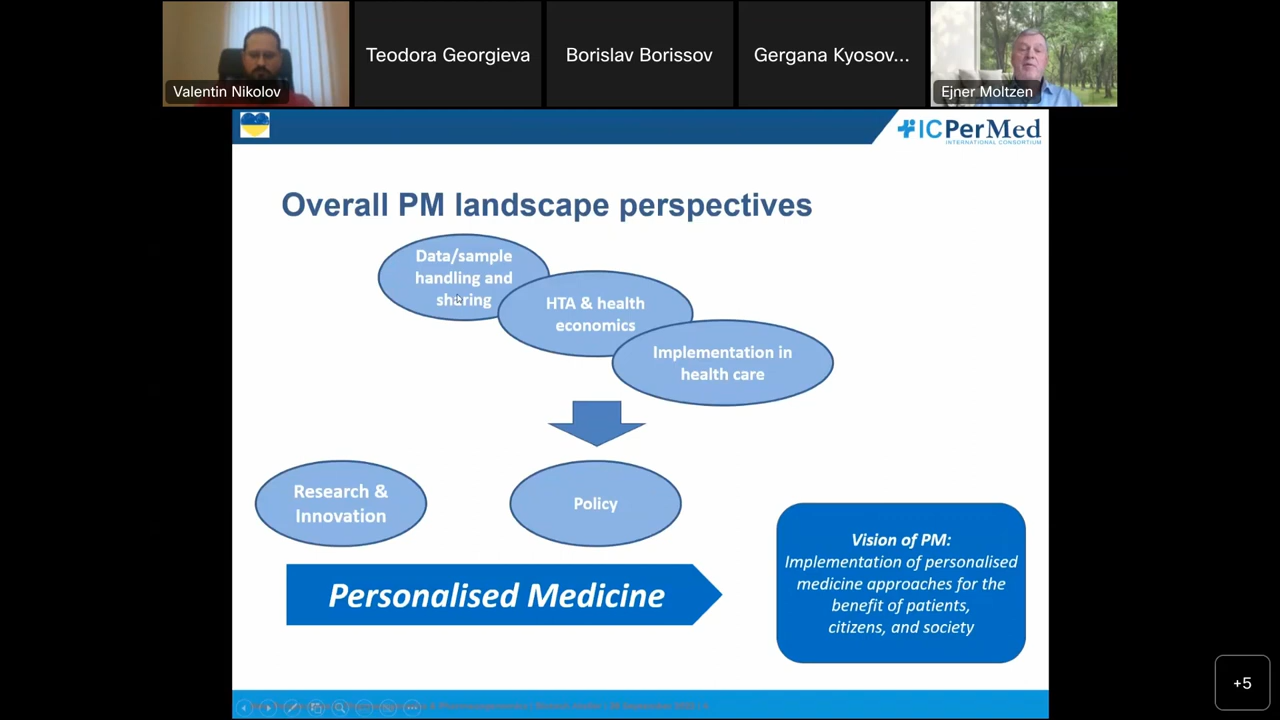 Valentin Nikolov
Teodora Georgieva
Borislav Borissov
Gergana Kyosov...
Ejner Moltzen
ICPerMed
INTERNATIONAL CONSORTIUM
Overall PM landscape perspectives
Data/sample
handling and
sharing
HTA & health
economics
Implementation in
health care
Research &
Innovation
Policy
Personalised Medicine
Vision of PM:
Implementation of personalised
medicine approaches for the
benefit of patients,
citizens, and society
+5